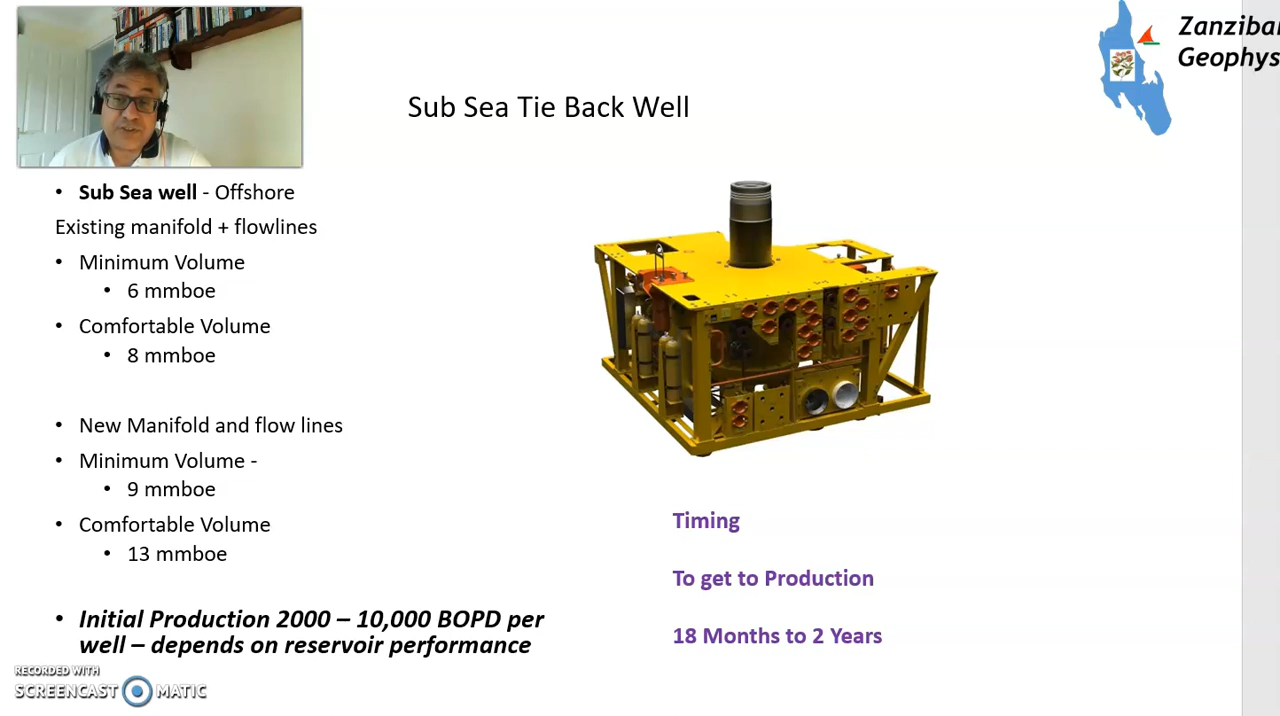 Zanzibar
Geophys
Sub Sea Tie Back Well
• Sub Sea well - Offshore
Existing manifold + flowlines
• Minimum Volume
• 6 mmboe
• Comfortable Volume
• 8 mmboe
• New Manifold and flow lines
• Minimum Volume -
• 9 mmboe
• Comfortable Volume
• 13 mmboe
• Initial Production 2000 – 10,000 BOPD per
well – depends on reservoir performance
Timing
To get to Production
18 Months to 2 Years
RECORDED WITH
SCREENCAST MATIC